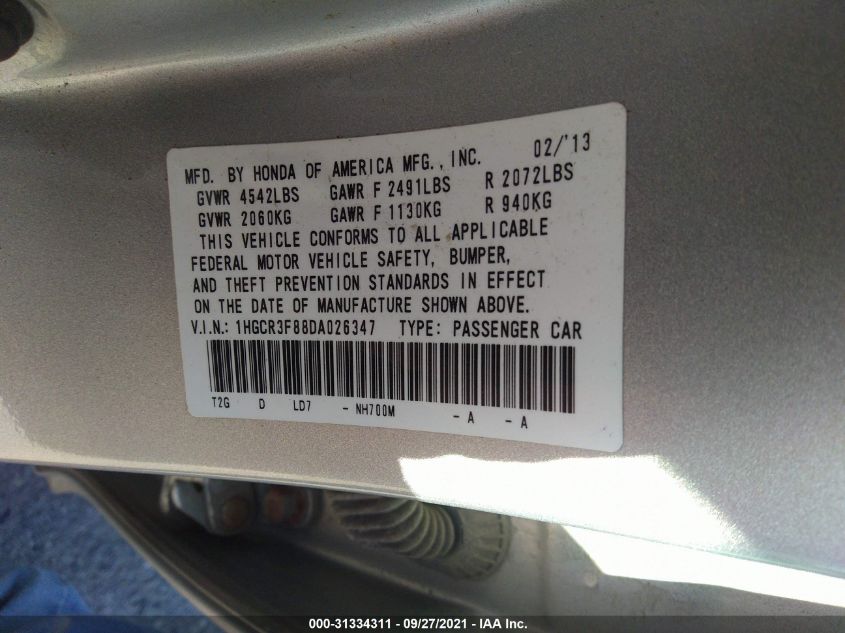 MFD. BY HONDA OF AMERICA MFG., INC. 02/'13
GVWR 4542LBS GAWR F 2491LBS R 2072LBS
GVWR 2060KG GAWR F 1130KG R 940KG
THIS VEHICLE CONFORMS TO ALL APPLICABLE
FEDERAL MOTOR VEHICLE SAFETY, BUMPER,
AND THEFT PREVENTION STANDARDS IN EFFECT
ON THE DATE OF MANUFACTURE SHOWN ABOVE.
V.I.N.: 1HGCR3F88DA026347 TYPE: PASSENGER CAR
T2G D LD7 - NH700M - A - A
000-31334311 - 09/27/2021 - IAA Inc.